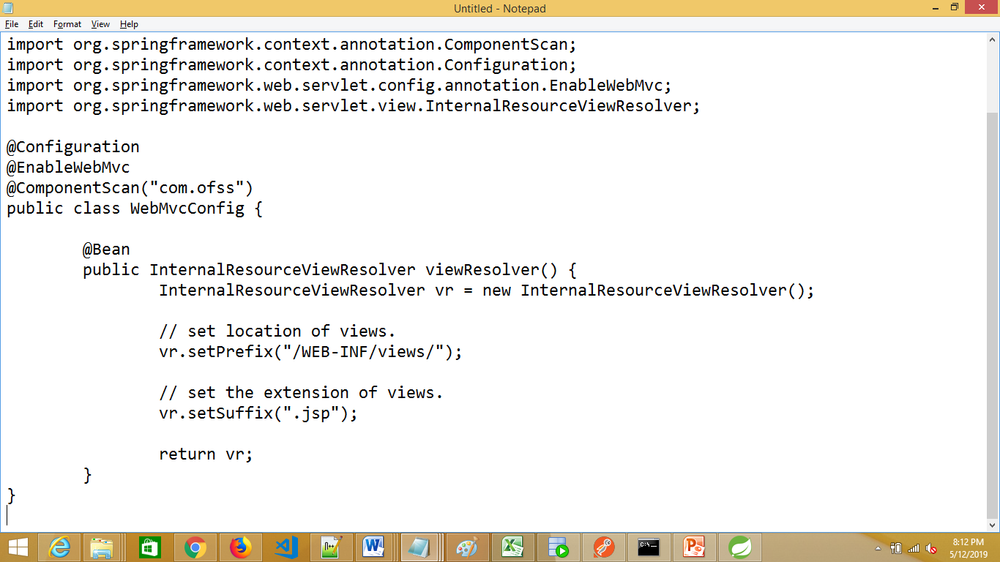 Untitled - Notepad
File Edit Format View Help
import org.springframework.context.annotation.ComponentScan;
import org.springframework.context.annotation.Configuration;
import org.springframework.web.servlet.config.annotation.EnableWebMvc;
import org.springframework.web.servlet.view.InternalResourceViewResolver;

@Configuration
@EnableWebMvc
@ComponentScan("com.ofss")
public class WebMvcConfig {

        @Bean
        public InternalResourceViewResolver viewResolver() {
                InternalResourceViewResolver vr = new InternalResourceViewResolver();

                // set location of views.
                vr.setPrefix("/WEB-INF/views/");

                // set the extension of views.
                vr.setSuffix(".jsp");

                return vr;
        }
}
8:12 PM
5/12/2019